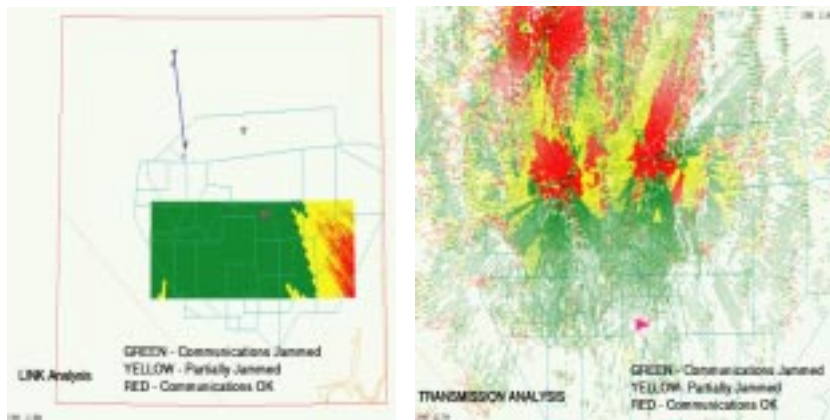 GREEN - Communications Jammed
YELLOW - Partially Jammed
LINK Analysis
RED - Communications OK
GREEN - Communications Jammed
YELLOW- Partially Jammed
TRANSMISSION ANALYSIS
RED - Communications OK